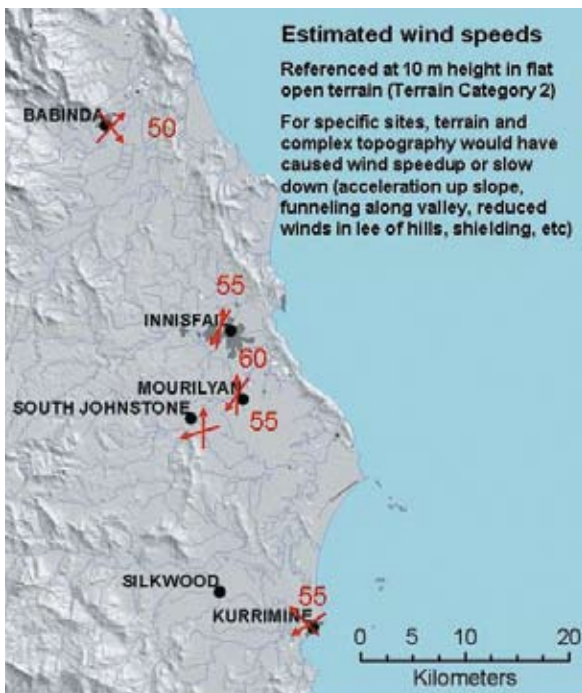 Estimated wind speeds
Referenced at 10 m height in flat
open terrain (Terrain Category 2)
For specific sites, terrain and
complex topography would have
caused wind speedup or slow
down (acceleration up slope,
funneling along valley, reduced
winds in lee of hills, shielding, etc)
BABINDA
50
55
INNISFAIL
60
MOURILYAN
SOUTH JOHNSTONE
55
SILKWOOD
55
KURRIMINE
0 5 10 20
Kilometers